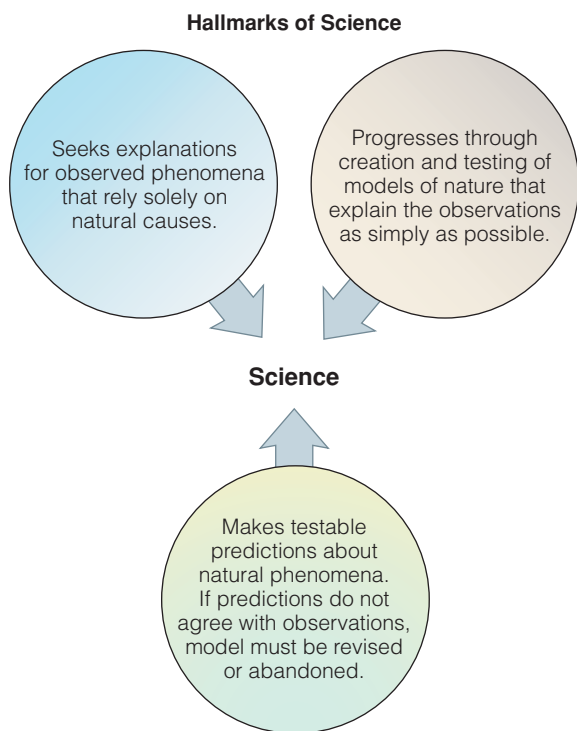 Hallmarks of Science
Seeks explanations
for observed phenomena
that rely solely on
natural causes.
Progresses through
creation and testing of
models of nature that
explain the observations
as simply as possible.
Science
Makes testable
predictions about
natural phenomena.
If predictions do not
agree with observations,
model must be revised
or abandoned.